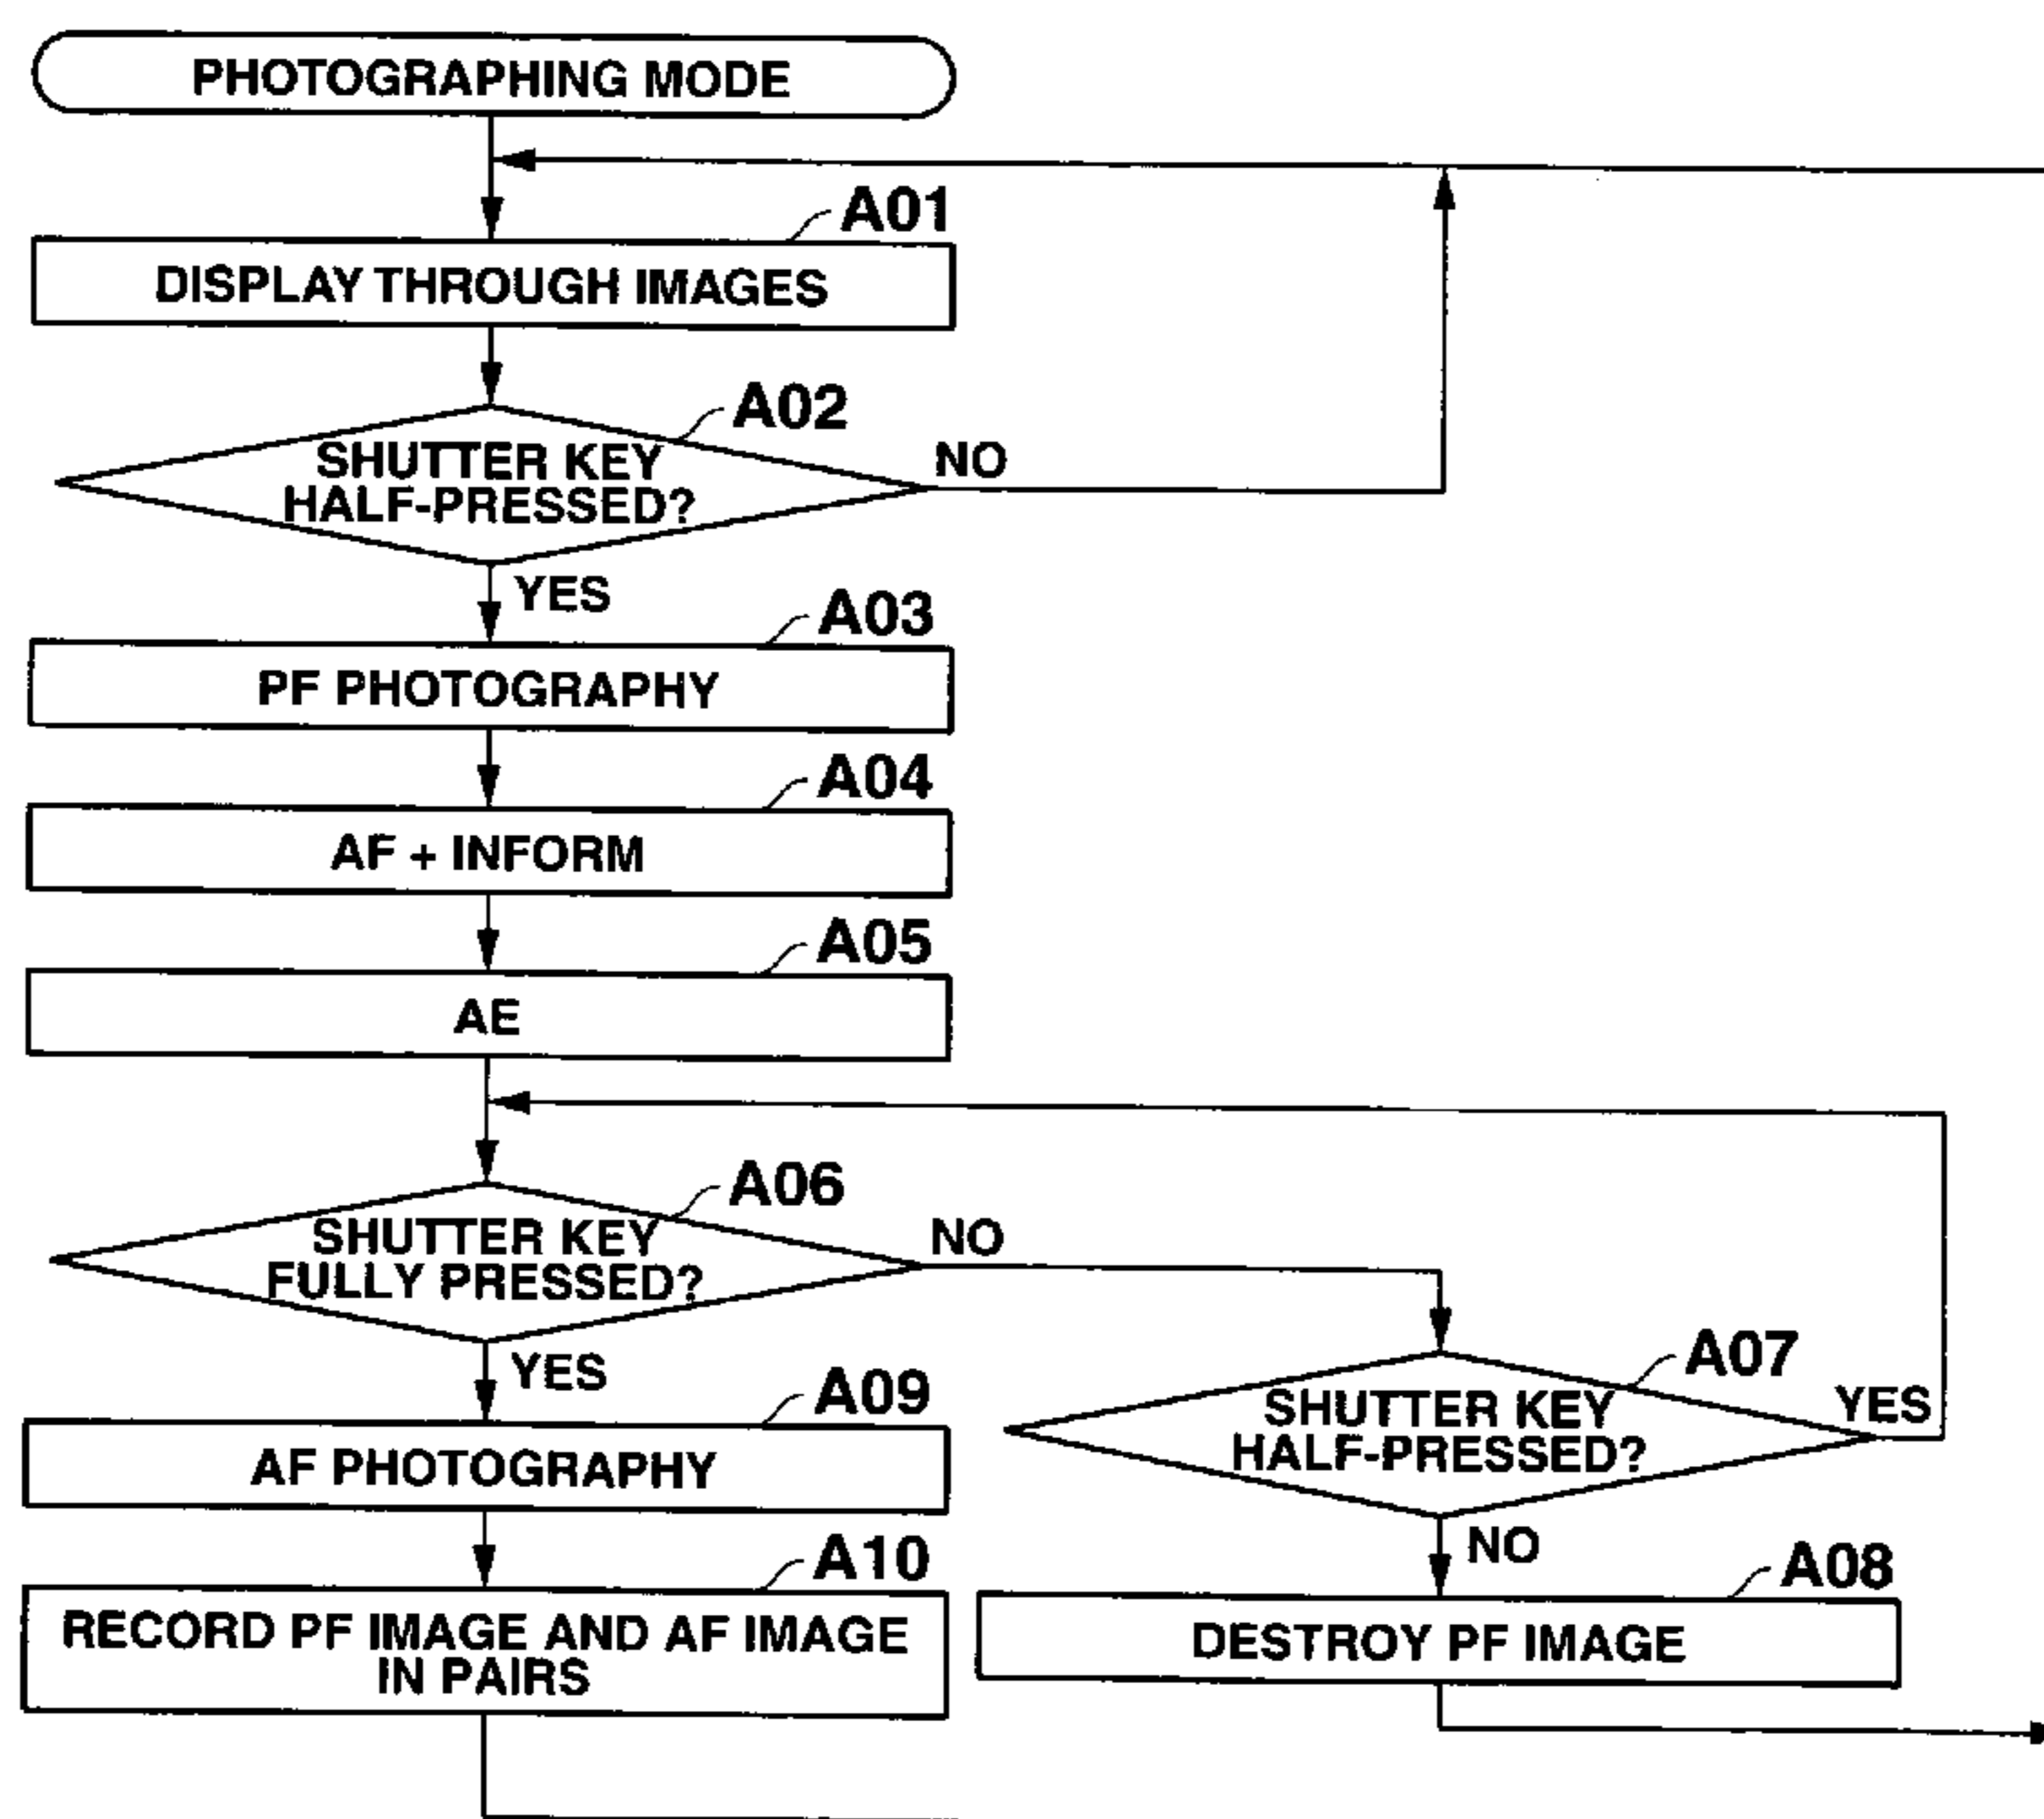 PHOTOGRAPHING MODE
A01
DISPLAY THROUGH IMAGES
A02
SHUTTER KEY
HALF-PRESSED?
NO
YES
A03
PF PHOTOGRAPHY
A04
AF + INFORM
A05
AE
A06
SHUTTER KEY
FULLY PRESSED?
NO
YES
A07
SHUTTER KEY
HALF-PRESSED?
YES
NO
A09
AF PHOTOGRAPHY
A08
DESTROY PF IMAGE
A10
RECORD PF IMAGE AND AF IMAGE
IN PAIRS